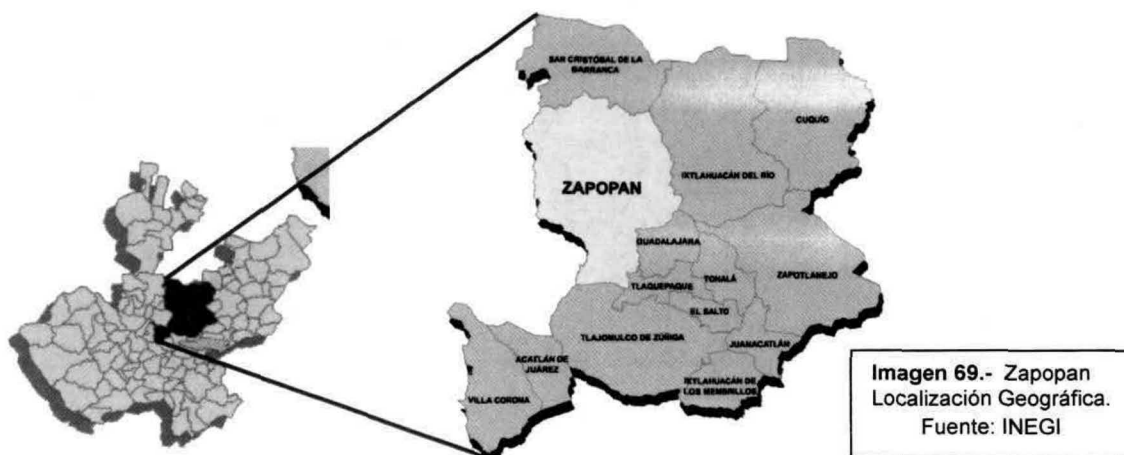 SAN CRISTÓBAL DE LA
BARRANCA
CUQUÍO
ZAPOPAN
IXTLAHUACÁN DEL RÍO
GUADALAJARA
TONALÁ
ZAPOTLANEJO
TLAQUEPAQUE
EL SALTO
TLAJOMULCO DE ZÚÑIGA
JUANACATLÁN
ACATLÁN DE
JUÁREZ
IXTLAHUACÁN DE
LOS MEMBRILLOS
VILLA CORONA
Imagen 69.- Zapopan
Localización Geográfica.
Fuente: INEGI